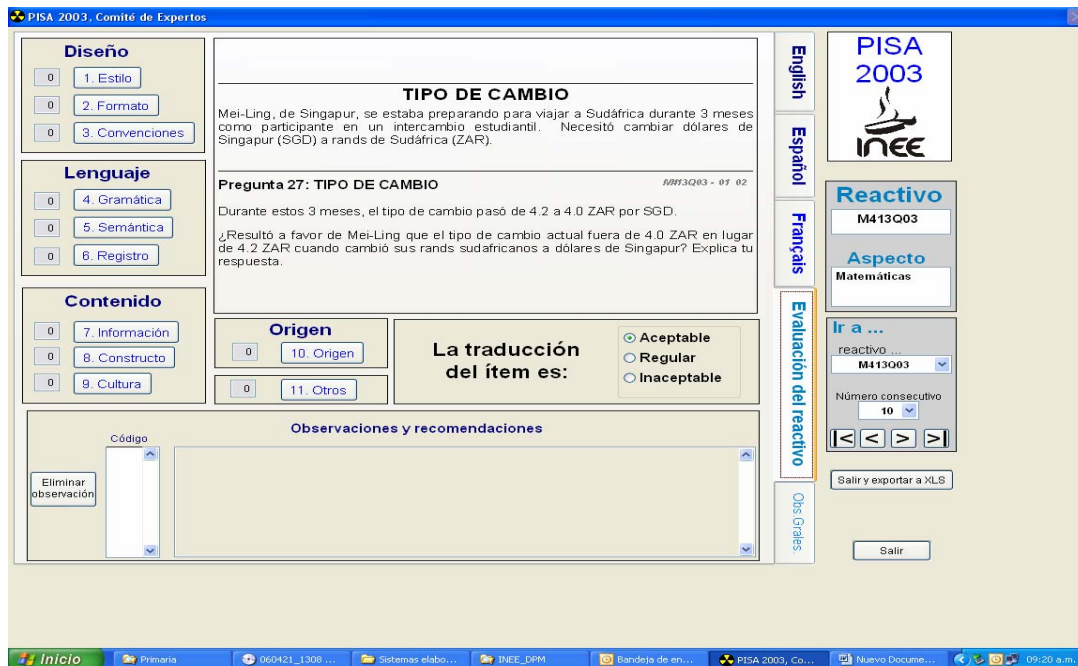 PISA 2003, Comité de Expertos
Diseño
0 1. Estilo
0 2. Formato
0 3. Convenciones
Lenguaje
0 4. Gramática
0 5. Semántica
0 6. Registro
Contenido
0 7. Información
0 8. Constructo
0 9. Cultura
TIPO DE CAMBIO
Mei-Ling, de Singapur, se estaba preparando para viajar a Sudáfrica durante 3 meses
como participante en un intercambio estudiantil. Necesitó cambiar dólares de
Singapur (SGD) a rands de Sudáfrica (ZAR).
Pregunta 27: TIPO DE CAMBIO
M413Q03 - 01 02
Durante estos 3 meses, el tipo de cambio pasó de 4.2 a 4.0 ZAR por SGD.
¿Resultó a favor de Mei-Ling que el tipo de cambio actual fuera de 4.0 ZAR en lugar
de 4.2 ZAR cuando cambió sus rands sudafricanos a dólares de Singapur? Explica tu
respuesta.
Origen
0 10. Origen
0 11. Otros
La traducción
del ítem es:
Aceptable
Regular
Inaceptable
Código
Observaciones y recomendaciones
Eliminar
observación
English
Español
Français
Evaluación del reactivo
Obs.Grales.
PISA
2003
INEE
Reactivo
M413Q03
Aspecto
Matemáticas
Ir a ...
reactivo ...
M413Q03
Número consecutivo
10
|< < > >|
Salir y exportar a XLS
Salir
Inicio
Primaria
060421_1308 ...
Sistemas elabo...
INEE_DPM
Bandeja de en...
PISA 2003, Co...
Nuevo Docume...
09:20 a.m.